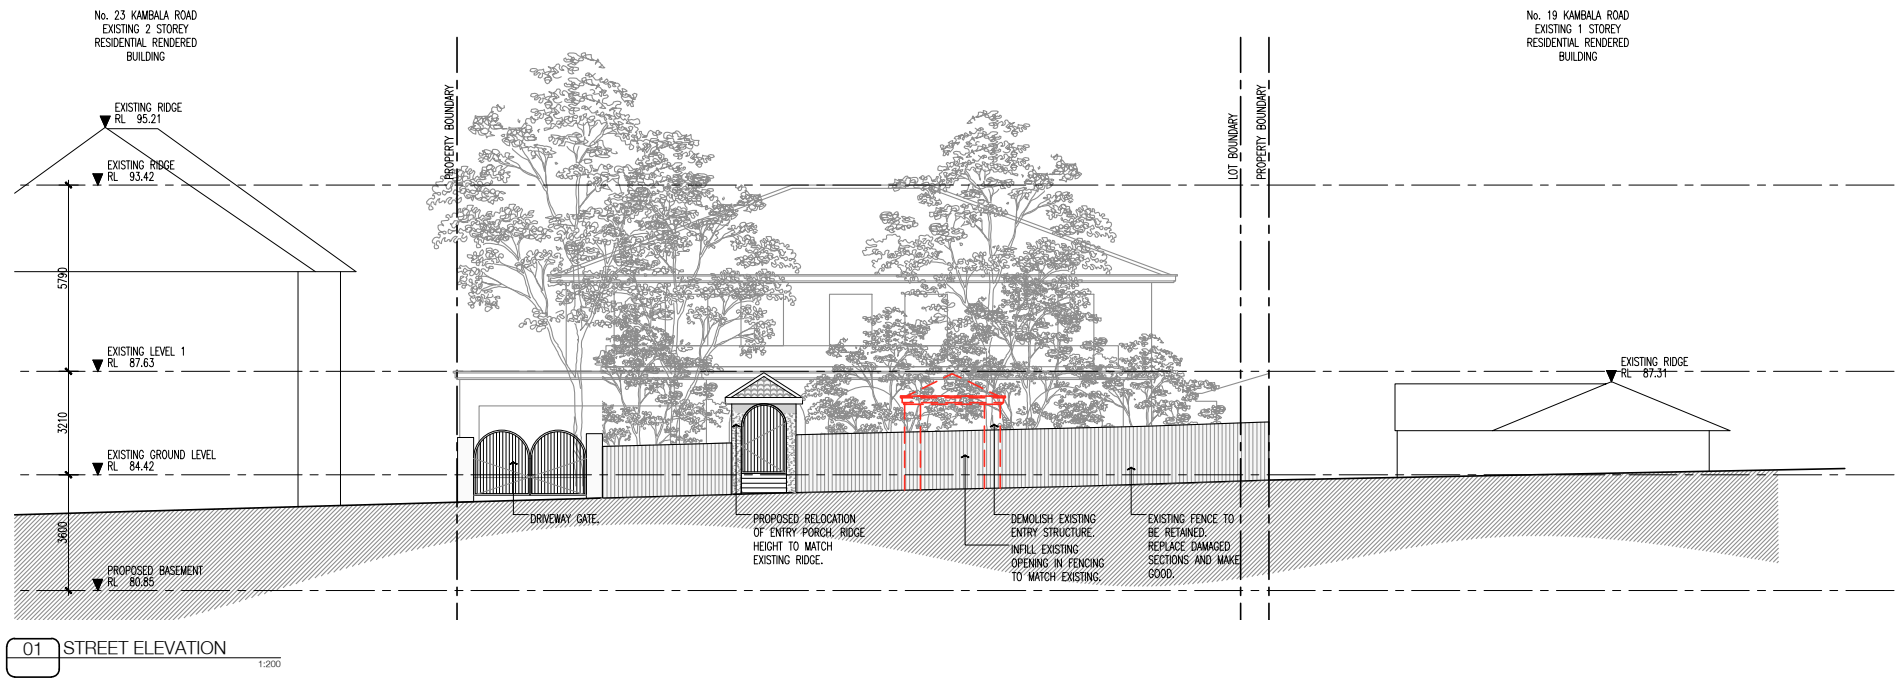 No. 23 KAMBALA ROAD
EXISTING 2 STOREY
RESIDENTIAL RENDERED
BUILDING
No. 19 KAMBALA ROAD
EXISTING 1 STOREY
RESIDENTIAL RENDERED
BUILDING
EXISTING RIDGE
RL 95.21
EXISTING RIDGE
RL 93.42
PROPERTY BOUNDARY
LOT BOUNDARY
PROPERTY BOUNDARY
5790
EXISTING LEVEL 1
RL 87.63
EXISTING RIDGE
RL 87.31
3210
EXISTING GROUND LEVEL
RL 84.42
3600
DRIVEWAY GATE.
PROPOSED RELOCATION
OF ENTRY PORCH. RIDGE
HEIGHT TO MATCH
EXISTING RIDGE.
DEMOLISH EXISTING
ENTRY STRUCTURE.
INFILL EXISTING
OPENING IN FENCING
TO MATCH EXISTING.
EXISTING FENCE TO
BE RETAINED.
REPLACE DAMAGED
SECTIONS AND MAKE
GOOD.
PROPOSED BASEMENT
RL 80.85
01 STREET ELEVATION
1:200